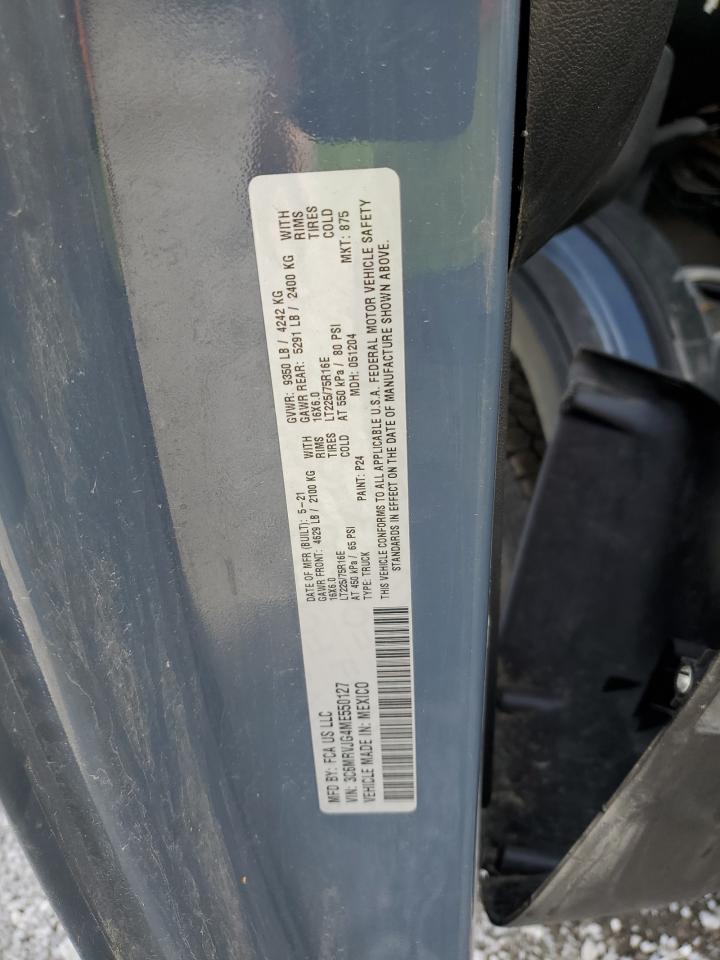 MFD BY: FCA US LLC
VIN: 3C6MRVJG4ME550127
VEHICLE MADE IN: MEXICO
DATE OF MFR (BUILT): 5-21 GVWR: 9350 LB / 4242 KG
GAWR FRONT: 4629 LB / 2100 KG WITH GAWR REAR: 5291 LB / 2400 KG WITH
16X6.0 RIMS 16X6.0 RIMS
LT225/75R16E TIRES LT225/75R16E TIRES
AT 450 kPa / 65 PSI COLD AT 550 kPa / 80 PSI COLD
TYPE: TRUCK PAINT: P24 MDH: 051204 MKT: 875
THIS VEHICLE CONFORMS TO ALL APPLICABLE U.S.A. FEDERAL MOTOR VEHICLE SAFETY
STANDARDS IN EFFECT ON THE DATE OF MANUFACTURE SHOWN ABOVE.